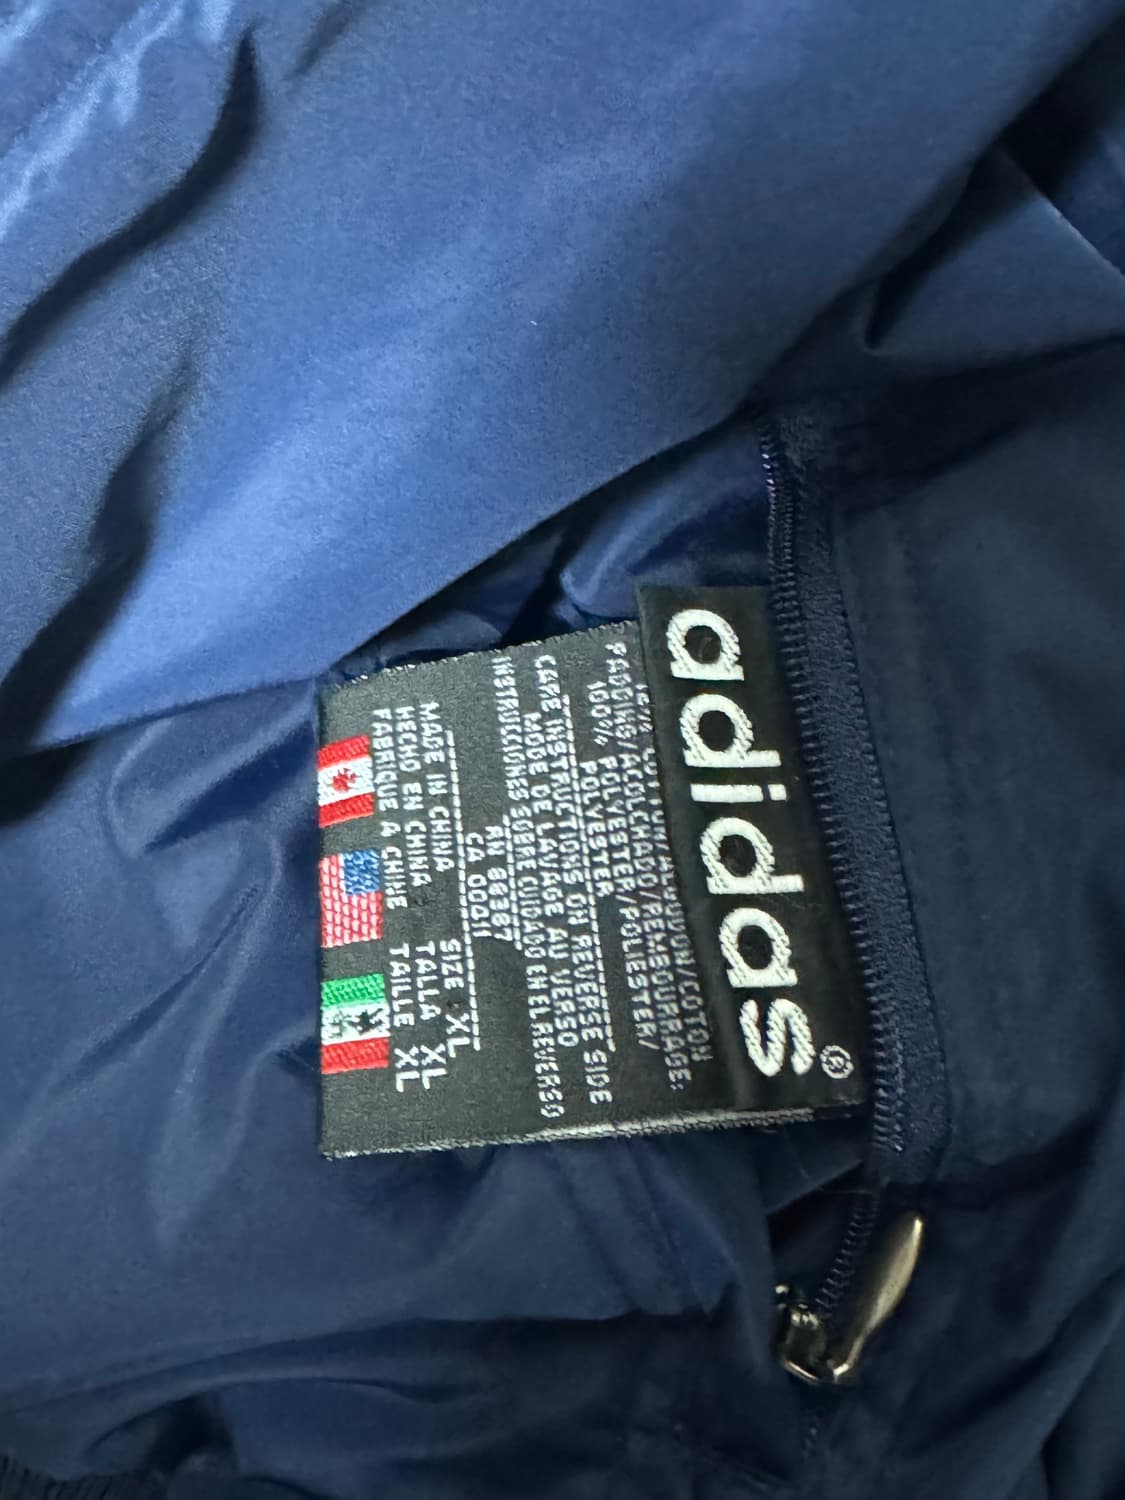 adidas®
COTTON/ALGODON/COTON
PADDING/ACOLCHADO/REMBOURRAGE:
100% POLYESTER/POLIESTER/
POLYESTER
CARE INSTRUCTIONS ON REVERSE SIDE
MODE DE LAVAGE AU VERSO
INSTRUCCIONES SOBRE CUIDADO EN EL REVERSO
RN 88387
CA 00411
MADE IN CHINA SIZE XL
HECHO EN CHINA TALLA XL
FABRIQUE A CHINE TAILLE XL